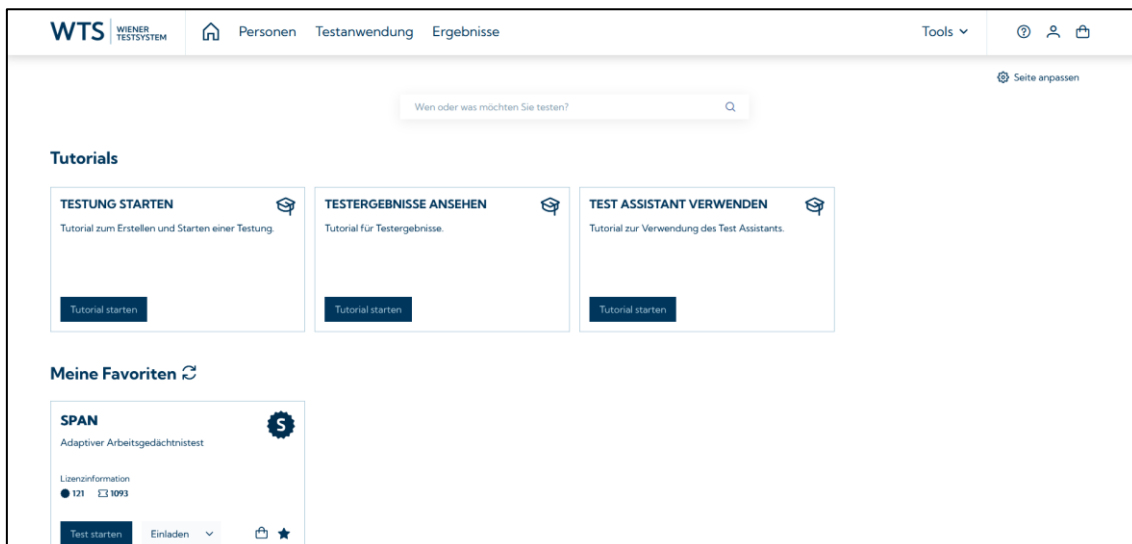 WTS WIENER TESTSYSTEM
Personen Testanwendung Ergebnisse Tools
Seite anpassen
Wen oder was möchten Sie testen?
Tutorials
TESTUNG STARTEN
Tutorial zum Erstellen und Starten einer Testung.
Tutorial starten
TESTERGEBNISSE ANSEHEN
Tutorial für Testergebnisse.
Tutorial starten
TEST ASSISTANT VERWENDEN
Tutorial zur Verwendung des Test Assistants.
Tutorial starten
Meine Favoriten
SPAN
S
Adaptiver Arbeitsgedächtnistest
Lizenzinformation
121 1093
Test starten Einladen